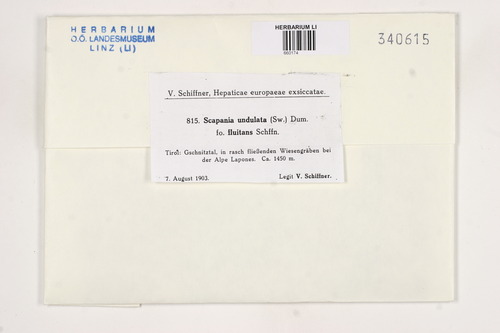 HERBARIUM
O.Ö. LANDESMUSEUM
LINZ (LI)
HERBARIUM LI
660174
340615
V. Schiffner, Hepaticae europaeae exsiccatae.
815. Scapania undulata (Sw.) Dum.
fo. fluitans Schffn.
Tirol: Gschnitztal, in rasch fließenden Wiesengräben bei
der Alpe Lapones. Ca. 1450 m.
7. August 1903.
Legit V. Schiffner.